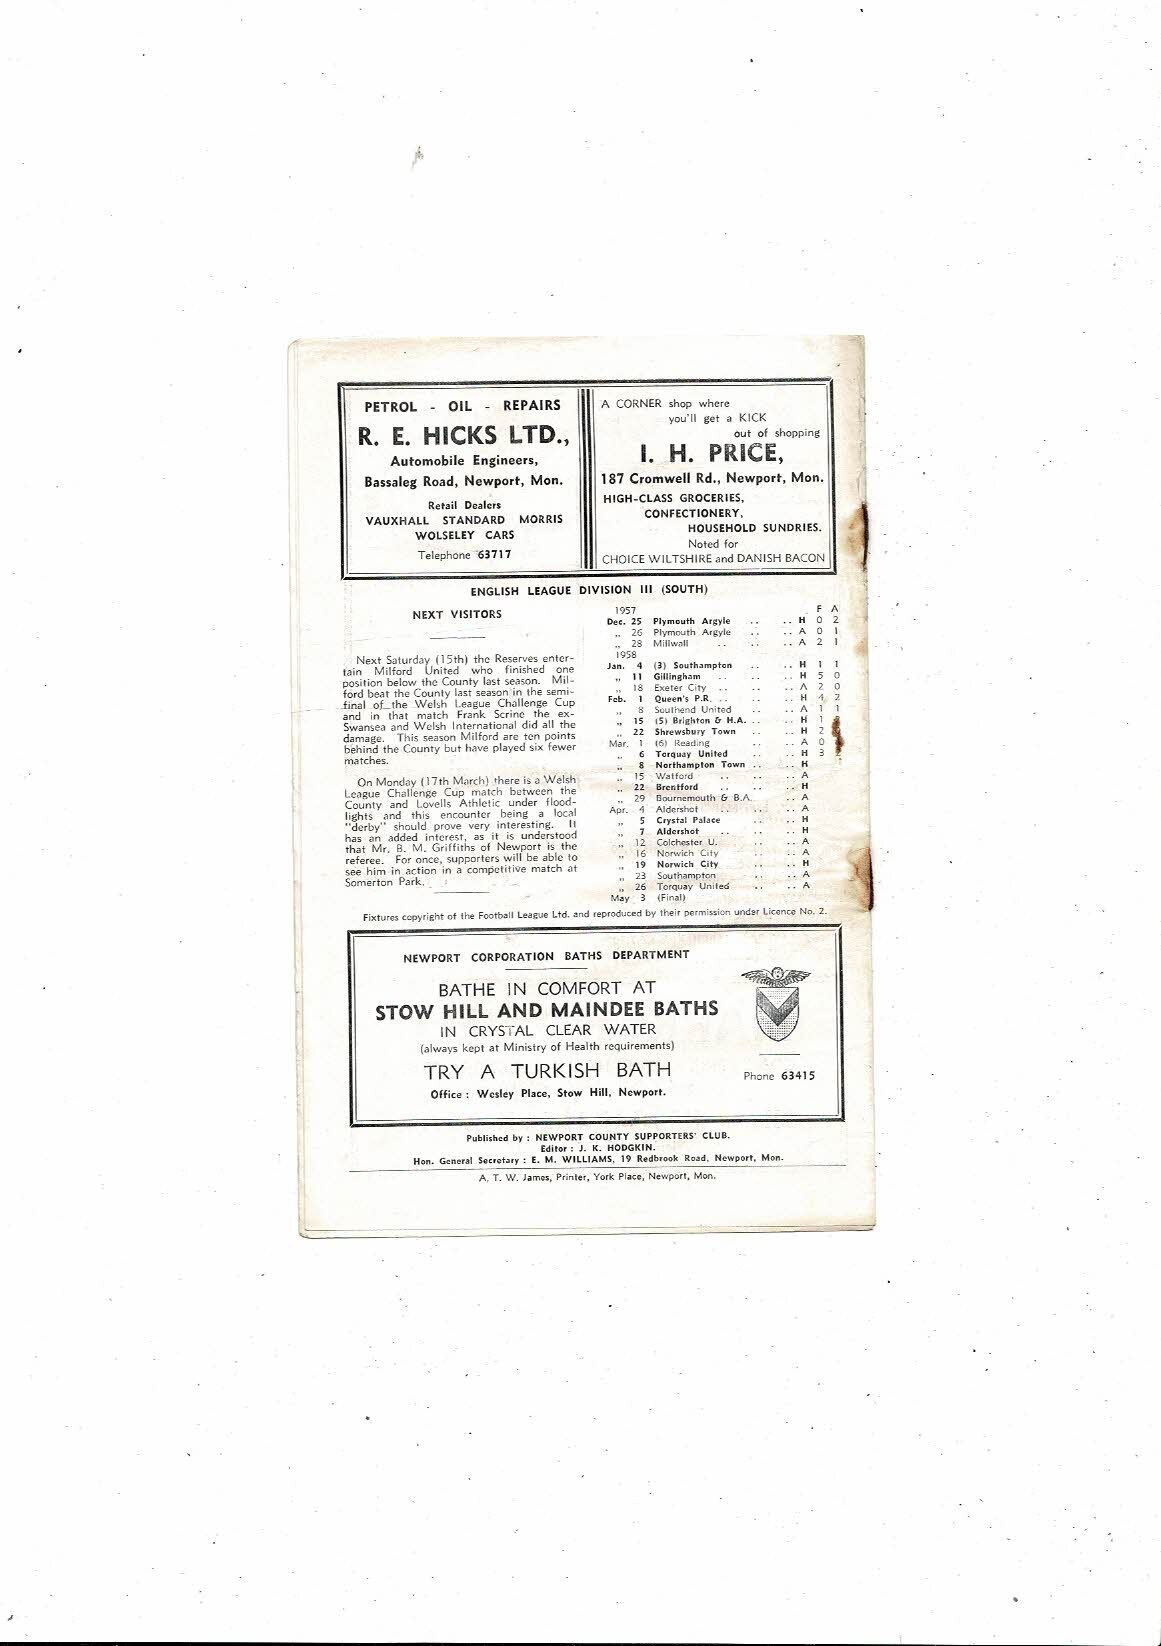 PETROL - OIL - REPAIRS
R. E. HICKS LTD.,
Automobile Engineers,
Bassaleg Road, Newport, Mon.
Retail Dealers
VAUXHALL STANDARD MORRIS
WOLSELEY CARS
Telephone 63717
A CORNER shop where
you'll get a KICK
out of shopping
I. H. PRICE,
187 Cromwell Rd., Newport, Mon.
HIGH-CLASS GROCERIES,
CONFECTIONERY,
HOUSEHOLD SUNDRIES.
Noted for
CHOICE WILTSHIRE and DANISH BACON
ENGLISH LEAGUE DIVISION III (SOUTH)
NEXT VISITORS
Next Saturday (15th) the Reserves enter-
tain Milford United who finished one
position below the County last season. Mil-
ford beat the County last season in the semi-
final of the Welsh League Challenge Cup
and in that match Frank Scrine the ex-
Swansea and Welsh International did all the
damage. This season Milford are ten points
behind the County but have played six fewer
matches.
On Monday (17th March) there is a Welsh
League Challenge Cup match between the
County and Lovells Athletic under flood-
lights and this encounter being a local
"derby" should prove very interesting. It
has an added interest, as it is understood
that Mr. B. M. Griffiths of Newport is the
referee. For once, supporters will be able to
see him in action in a competitive match at
Somerton Park.
1957 F A
Dec. 25 Plymouth Argyle .. .. H 0 2
,, 26 Plymouth Argyle .. .. A 0 1
,, 28 Millwall .. .. .. A 2 1
1958
Jan. 4 (3) Southampton .. .. H 1 1
,, 11 Gillingham .. .. .. H 5 0
,, 18 Exeter City .. .. .. A 2 0
Feb. 1 Queen's P.R. .. .. .. H 4 2
,, 8 Southend United .. .. A 1 1
,, 15 (5) Brighton & H.A. .. .. H 1
,, 22 Shrewsbury Town .. .. H 2
Mar. 1 (6) Reading .. .. A 0
,, 6 Torquay United .. .. H 3
,, 8 Northampton Town .. .. H
,, 15 Watford .. .. .. A
,, 22 Brentford .. .. .. H
,, 29 Bournemouth & B.A. .. A
Apr. 4 Aldershot .. .. .. A
,, 5 Crystal Palace .. .. H
,, 7 Aldershot .. .. .. H
,, 12 Colchester U. .. .. A
,, 16 Norwich City .. .. A
,, 19 Norwich City .. .. H
,, 23 Southampton .. .. A
,, 26 Torquay United .. .. A
May 3 (Final)
Fixtures copyright of the Football League Ltd. and reproduced by their permission under Licence No. 2.
NEWPORT CORPORATION BATHS DEPARTMENT
BATHE IN COMFORT AT
STOW HILL AND MAINDEE BATHS
IN CRYSTAL CLEAR WATER
(always kept at Ministry of Health requirements)
TRY A TURKISH BATH
Office : Wesley Place, Stow Hill, Newport.
Phone 63415
Published by : NEWPORT COUNTY SUPPORTERS' CLUB.
Editor : J. K. HODGKIN.
Hon. General Secretary : E. M. WILLIAMS, 19 Redbrook Road, Newport, Mon.
A. T. W. James, Printer, York Place, Newport, Mon.